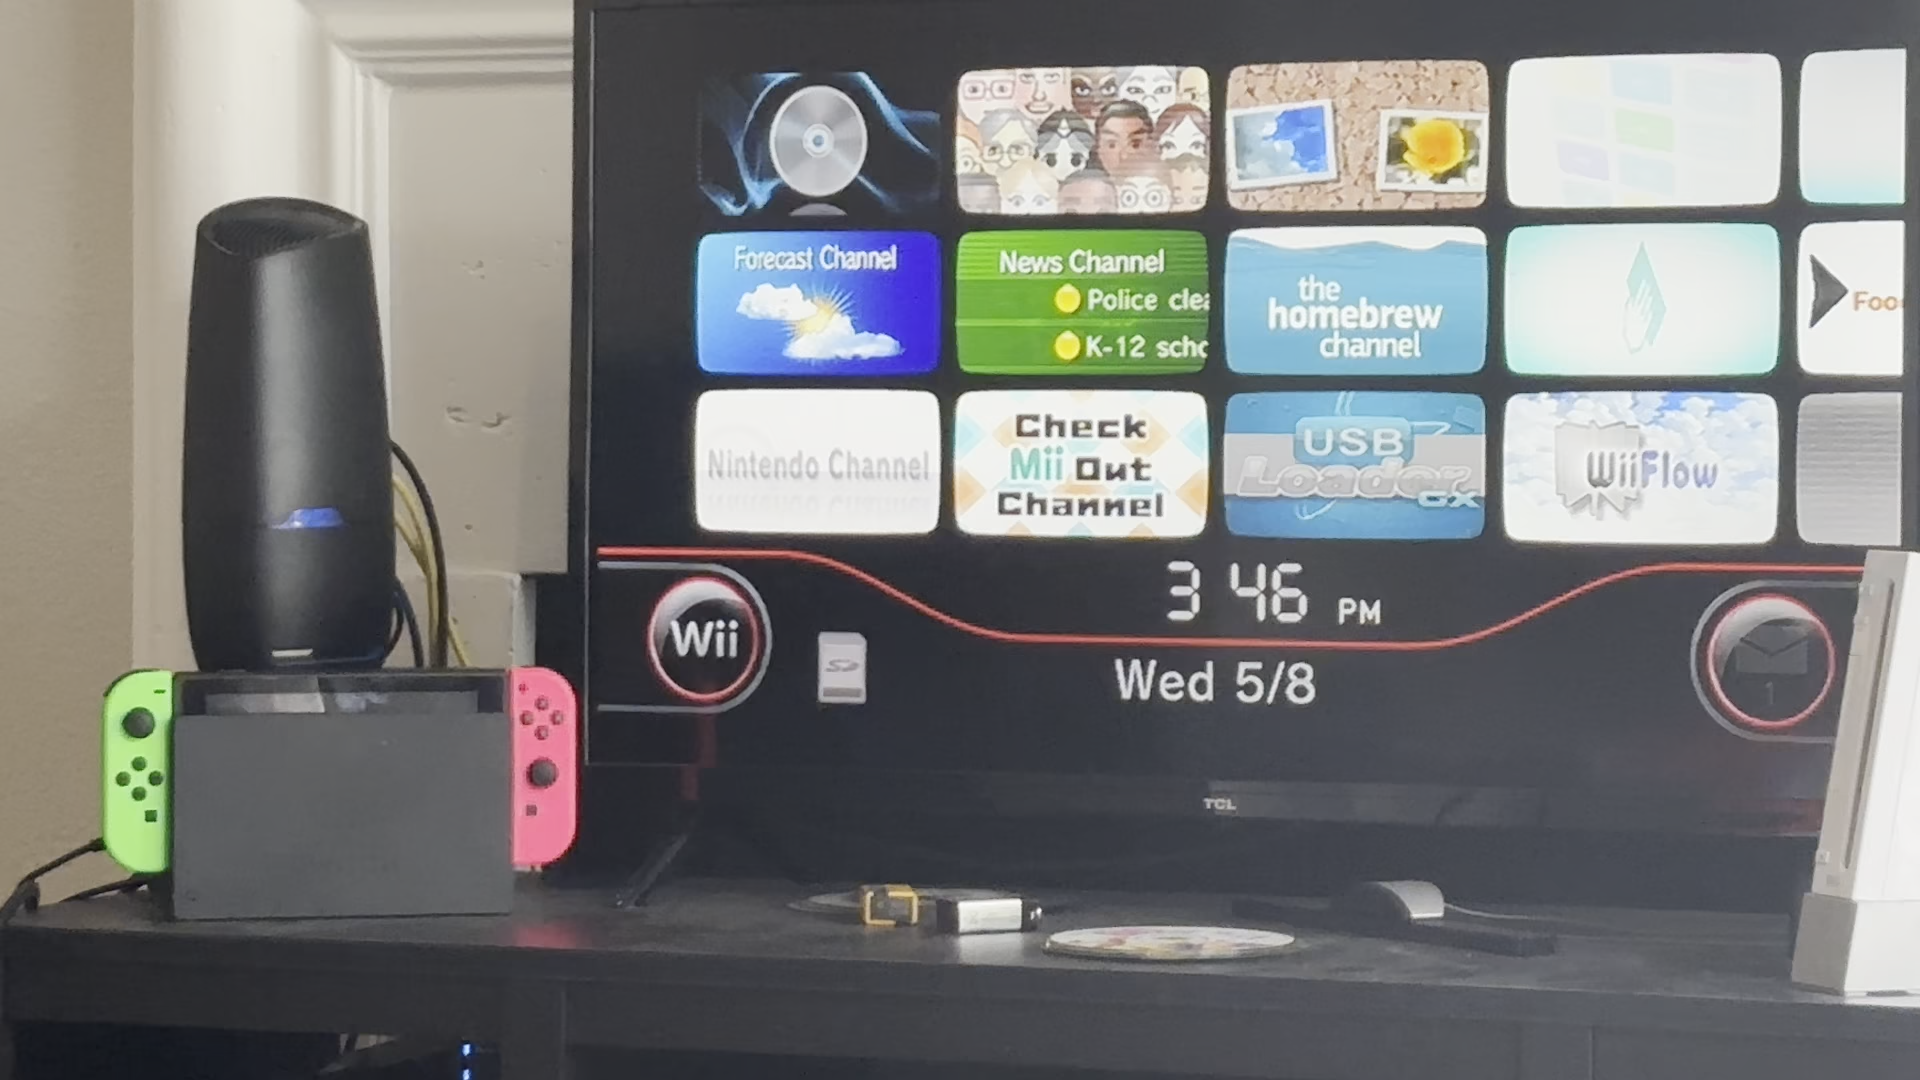 Forecast Channel
News Channel
Police clea
K-12 scho
the
homebrew
channel
Foo
Nintendo Channel
Check
Mii Out
Channel
USB
Loader GX
WiiFlow
3 46 PM
Wii
SD
Wed 5/8
1
TCL